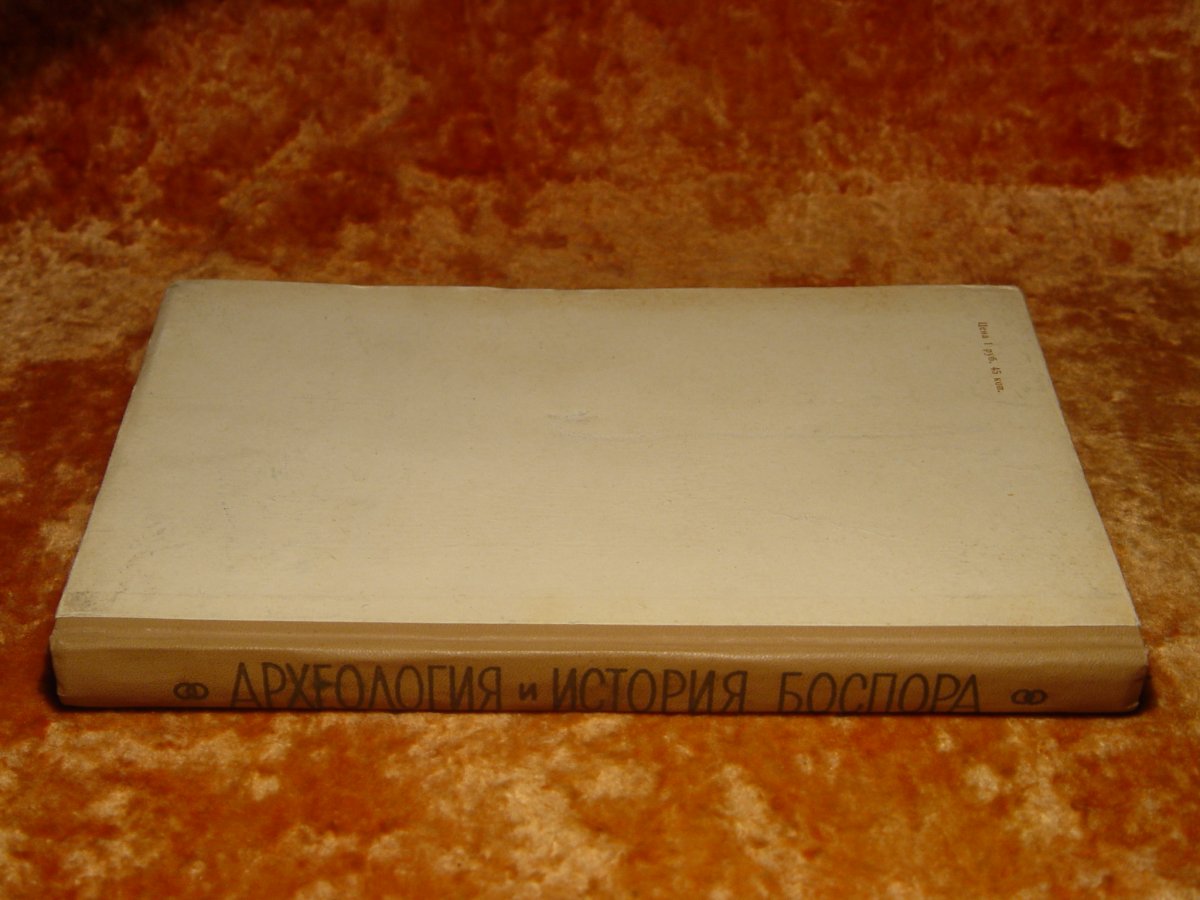 Цена 1 руб. 45 коп.
АРХЕОЛОГИЯ и ИСТОРИЯ БОСПОРА